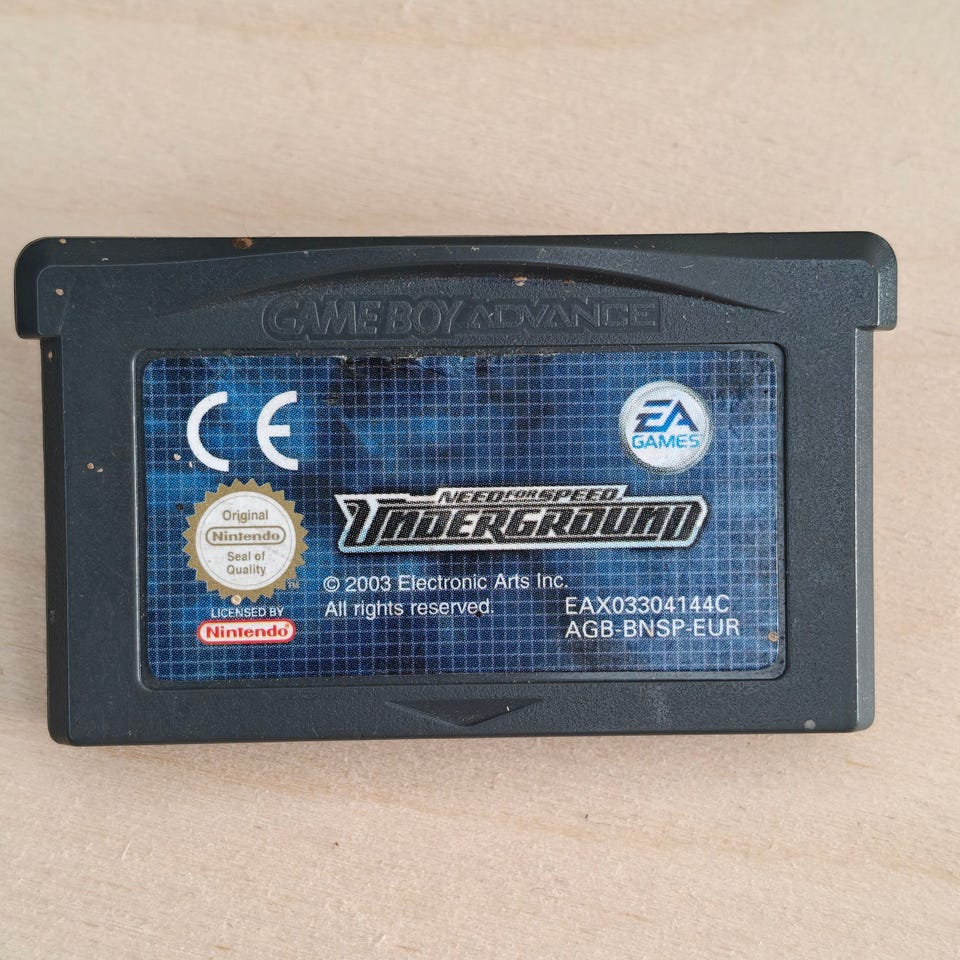 GAME BOY ADVANCE
CE
EA
GAMES
NEED FOR SPEED
UNDERGROUND
Original
Nintendo
Seal of
Quality
TM
LICENSED BY
Nintendo
© 2003 Electronic Arts Inc.
All rights reserved.
EAX03304144C
AGB-BNSP-EUR